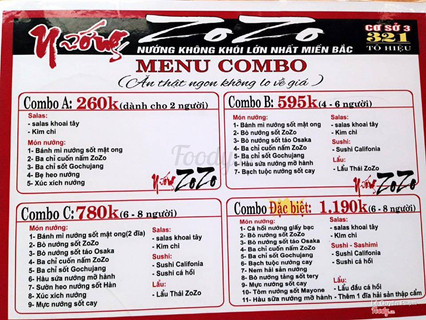 Nướng ZoZo
CƠ SỞ 3
321
TÔ HIỆU
NƯỚNG KHÔNG KHÓI LỚN NHẤT MIỀN BẮC
MENU COMBO
(Ăn thật ngon không lo về giá)
Combo A: 260k (dành cho 2 người)
Salas:
- salas khoai tây
- Kim chi
Món nướng:
1- Bánh mì nướng sốt mật ong
2- Ba chỉ cuốn nấm ZoZo
3- Ba chỉ sốt Gochujang
4- Bẹ heo nướng
5- Xúc xích nướng
Nướng ZoZo
Combo B: 595k (4 - 6 người)
Món nướng:
1- Bánh mì nướng sốt mật ong
2- Bò nướng sốt ZoZo
3- Bò nướng sốt táo Osaka
4- Ba chỉ cuốn nấm ZoZo
5- Ba chỉ sốt Gochujang
6- Hàu sữa nướng mỡ hành
7- Bạch tuộc nướng cay
Salas:
- salas khoai tây
- Kim chi
Sushi:
- Sushi California
Lẩu:
- Lẩu Thái ZoZo
Nướng ZoZo
Combo C: 780k (6 - 8 người)
Món nướng:
1- Bánh mì nướng sốt mật ong(2 đĩa)
2- Bò nướng sốt ZoZo
3- Bò nướng sốt táo Osaka
4- Ba chỉ cuốn nấm ZoZo
5- Ba chỉ sốt Gochujang
6- Hàu sữa nướng mỡ hành
7- Sườn heo nướng sốt Hàn
8- Xúc xích nướng
9- Mực nướng sốt cay
Salas:
- salas khoai tây
- Kim chi
Sushi:
- Sushi California
- Sushi cá hồi
Lẩu:
- Lẩu Thái ZoZo
Combo Đặc biệt: 1.190k (6 - 8 người)
Món nướng:
1- Cá hồi nướng giấy bạc
2- Bò nướng sốt ZoZo
3- Bò nướng sốt táo Osaka
4- Ba chỉ cuốn nấm ZoZo
5- Ba chỉ sốt Gochujang
6- Bạch tuộc nướng cay
7- Nem hải sản nướng
8- Bò nướng tảng sốt tery
9- Mực nướng sốt cay
10- Tôm nướng sốt Mayone
11- Hàu sữa nướng mỡ hành
Salas:
- salas khoai tây
- Kim chi
Sushi - Sashimi
- Sushi California
- Sushi cá hồi
Lẩu:
- Lẩu đầu cá hồi
- Thêm 1 đĩa hải sản thập cẩm
Foody
Foody